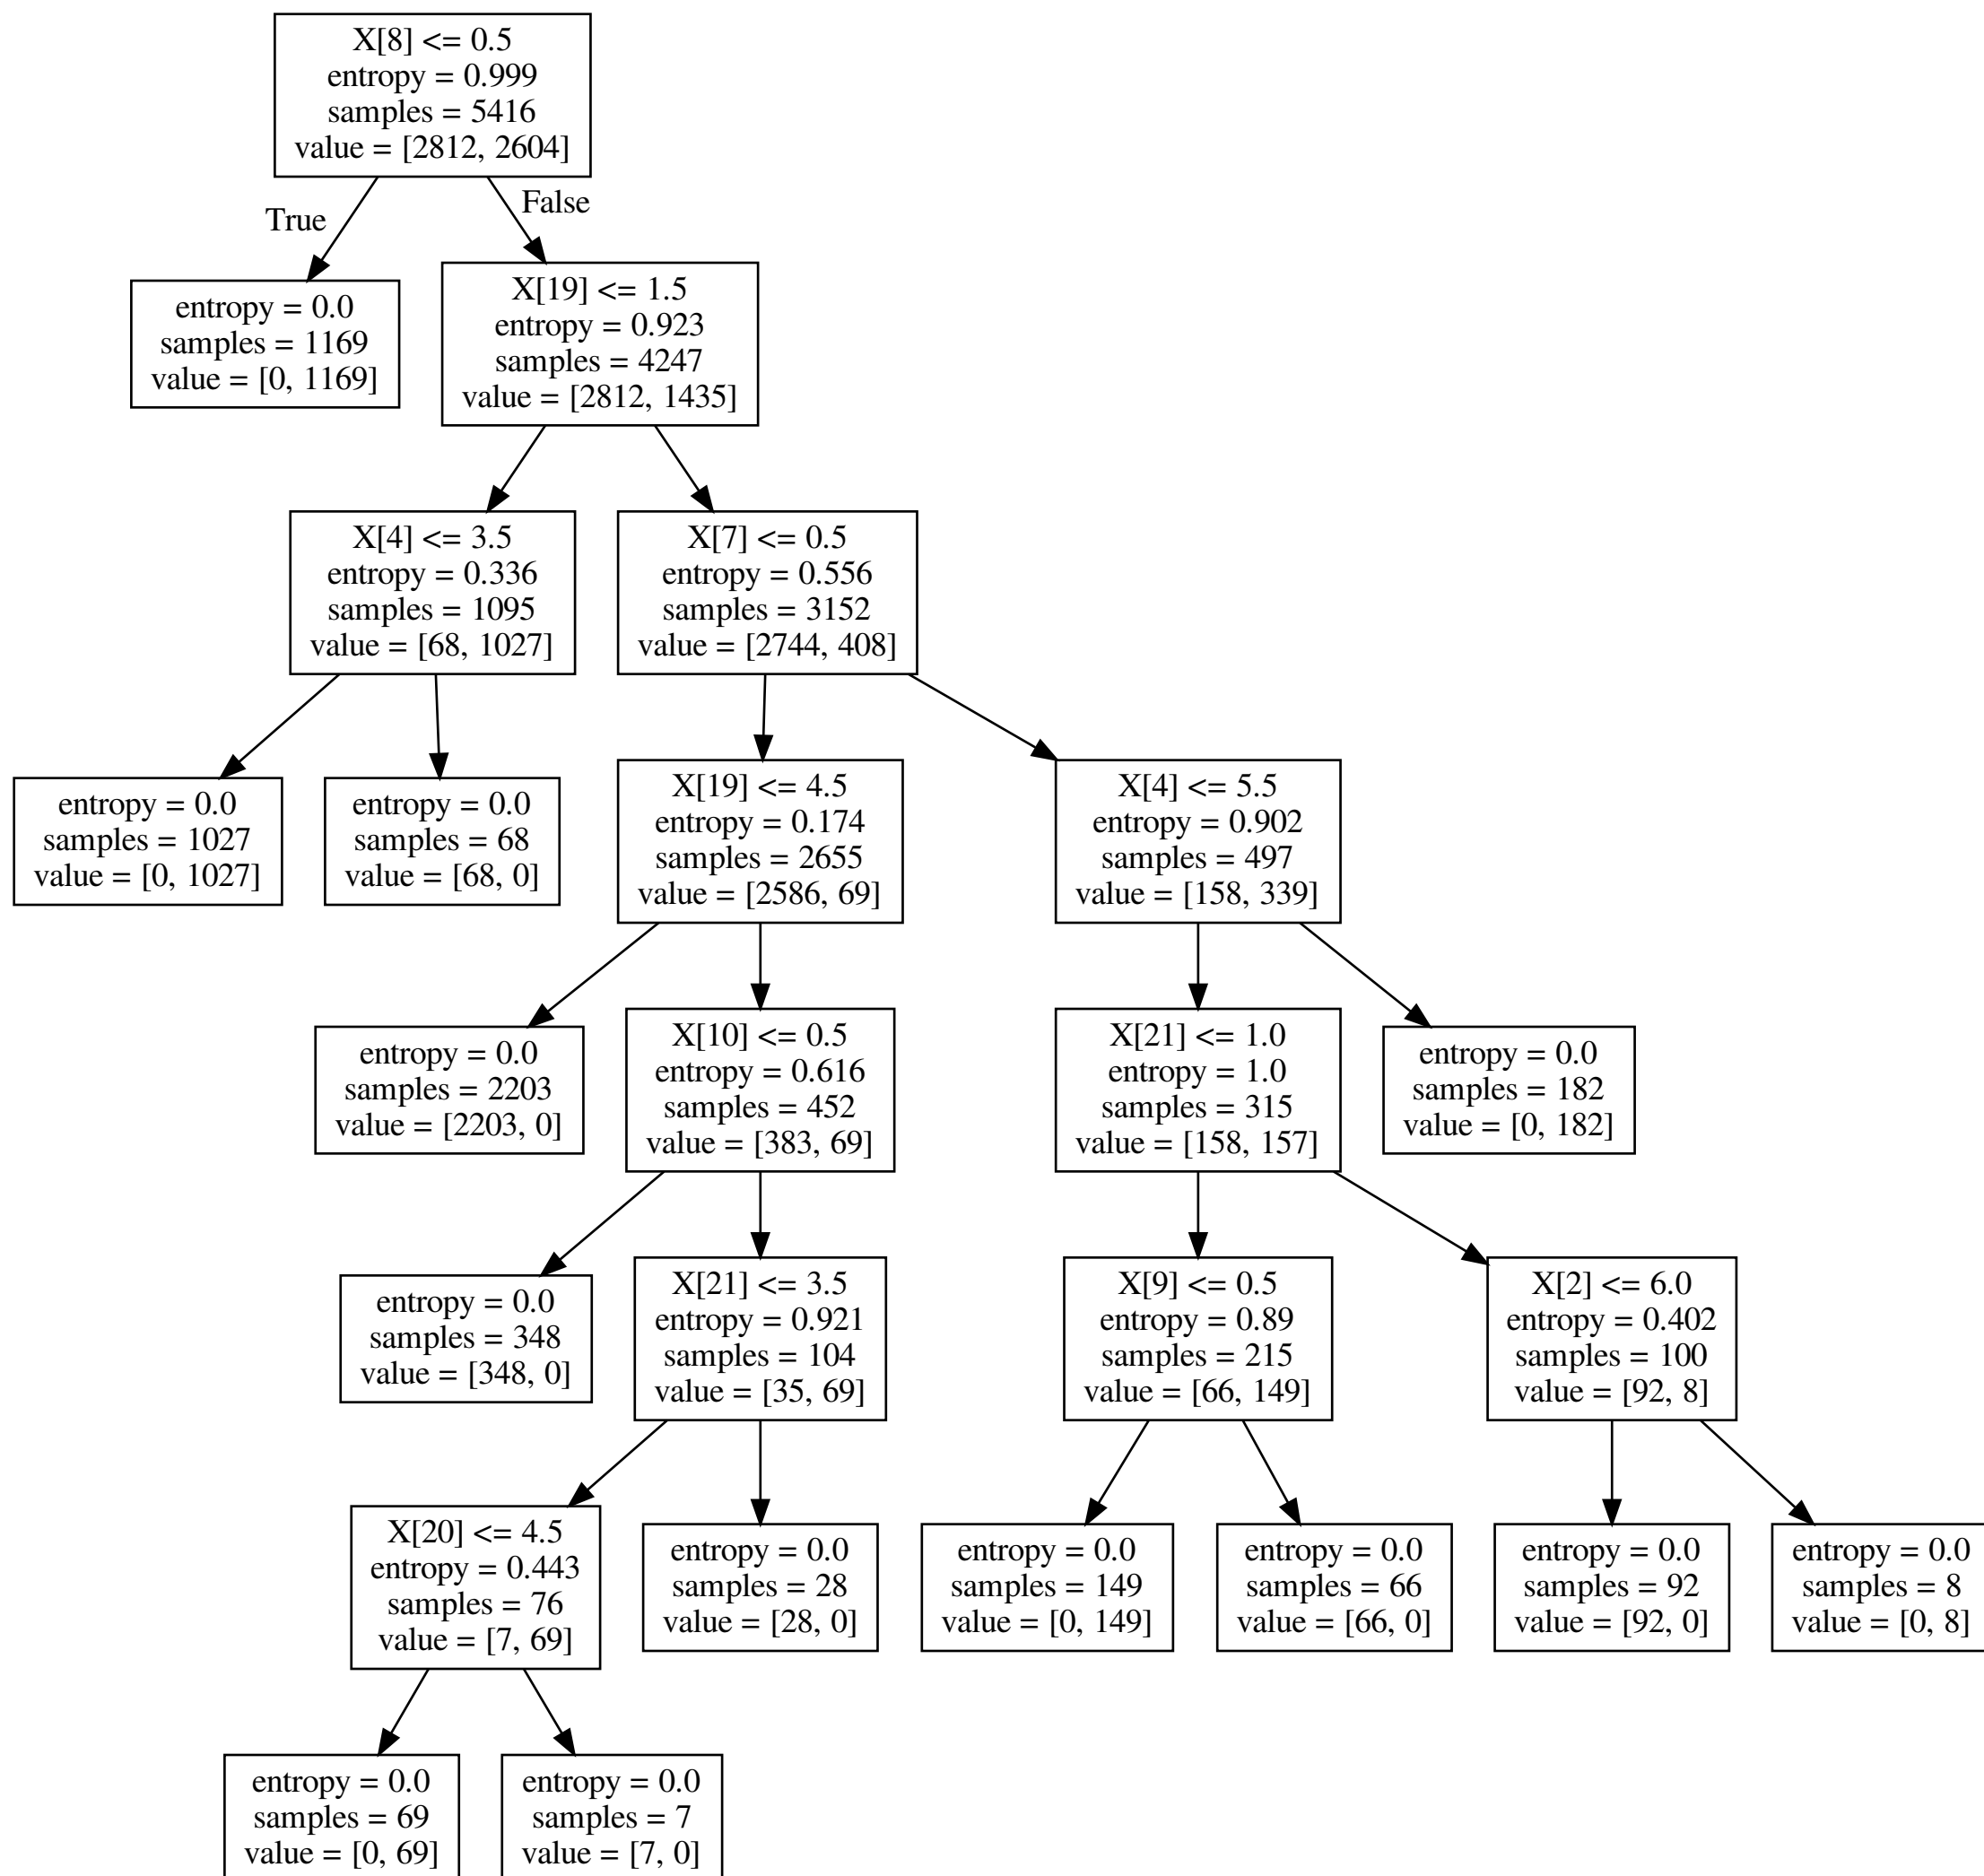 X[8] <= 0.5
entropy = 0.999
samples = 5416
value = [2812, 2604]
True
False
entropy = 0.0
samples = 1169
value = [0, 1169]
X[19] <= 1.5
entropy = 0.923
samples = 4247
value = [2812, 1435]
X[4] <= 3.5
entropy = 0.336
samples = 1095
value = [68, 1027]
X[7] <= 0.5
entropy = 0.556
samples = 3152
value = [2744, 408]
entropy = 0.0
samples = 1027
value = [0, 1027]
entropy = 0.0
samples = 68
value = [68, 0]
X[19] <= 4.5
entropy = 0.174
samples = 2655
value = [2586, 69]
X[4] <= 5.5
entropy = 0.902
samples = 497
value = [158, 339]
entropy = 0.0
samples = 2203
value = [2203, 0]
X[10] <= 0.5
entropy = 0.616
samples = 452
value = [383, 69]
X[21] <= 1.0
entropy = 1.0
samples = 315
value = [158, 157]
entropy = 0.0
samples = 182
value = [0, 182]
entropy = 0.0
samples = 348
value = [348, 0]
X[21] <= 3.5
entropy = 0.921
samples = 104
value = [35, 69]
X[9] <= 0.5
entropy = 0.89
samples = 215
value = [66, 149]
X[2] <= 6.0
entropy = 0.402
samples = 100
value = [92, 8]
X[20] <= 4.5
entropy = 0.443
samples = 76
value = [7, 69]
entropy = 0.0
samples = 28
value = [28, 0]
entropy = 0.0
samples = 149
value = [0, 149]
entropy = 0.0
samples = 66
value = [66, 0]
entropy = 0.0
samples = 92
value = [92, 0]
entropy = 0.0
samples = 8
value = [0, 8]
entropy = 0.0
samples = 69
value = [0, 69]
entropy = 0.0
samples = 7
value = [7, 0]